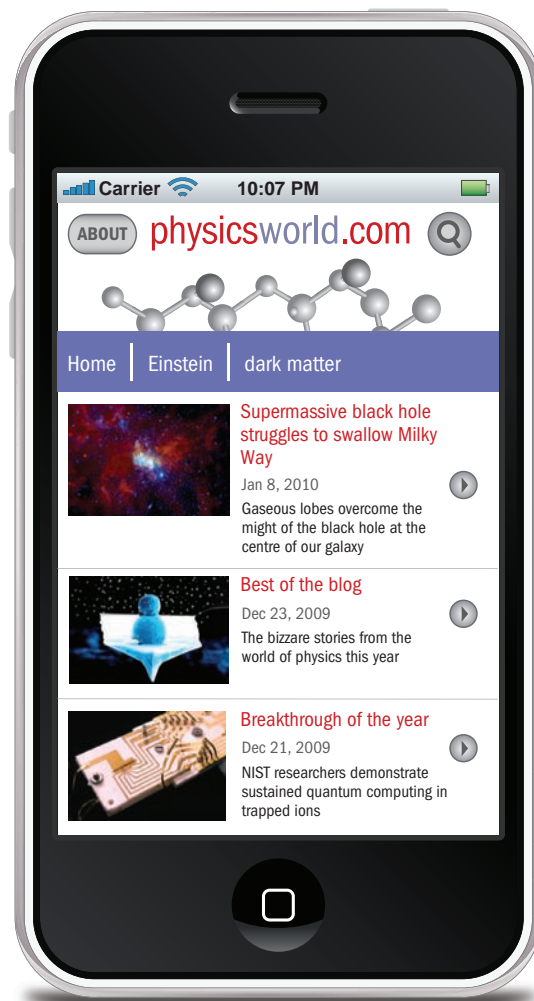 Carrier 10:07 PM
ABOUT physicsworld.com
Home Einstein dark matter
Supermassive black hole
struggles to swallow Milky
Way
Jan 8, 2010
Gaseous lobes overcome the
might of the black hole at the
centre of our galaxy
Best of the blog
Dec 23, 2009
The bizzare stories from the
world of physics this year
Breakthrough of the year
Dec 21, 2009
NIST researchers demonstrate
sustained quantum computing in
trapped ions